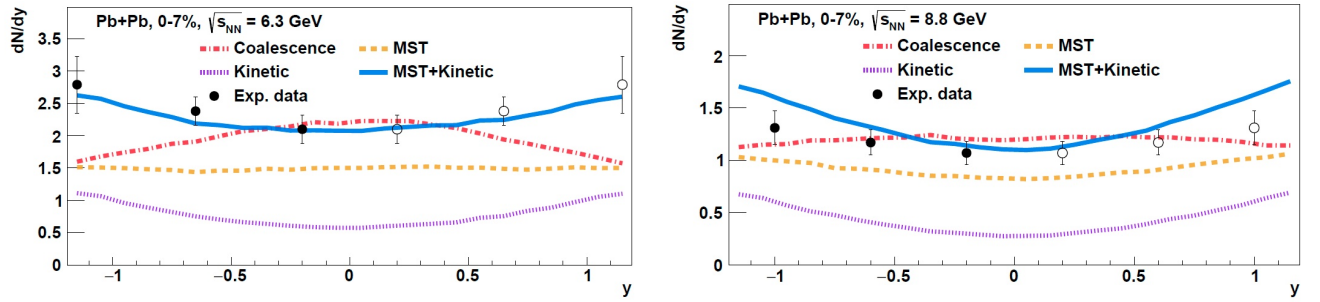 Pb+Pb, 0-7%, √sNN = 6.3 GeV
dN/dy
3.5
3
2.5
2
1.5
1
0.5
0
Coalescence
MST
Kinetic
MST+Kinetic
Exp. data
−1
−0.5
0
0.5
1
y
Pb+Pb, 0-7%, √sNN = 8.8 GeV
dN/dy
2
1.5
1
0.5
0
Coalescence
MST
Kinetic
MST+Kinetic
Exp. data
−1
−0.5
0
0.5
1
y